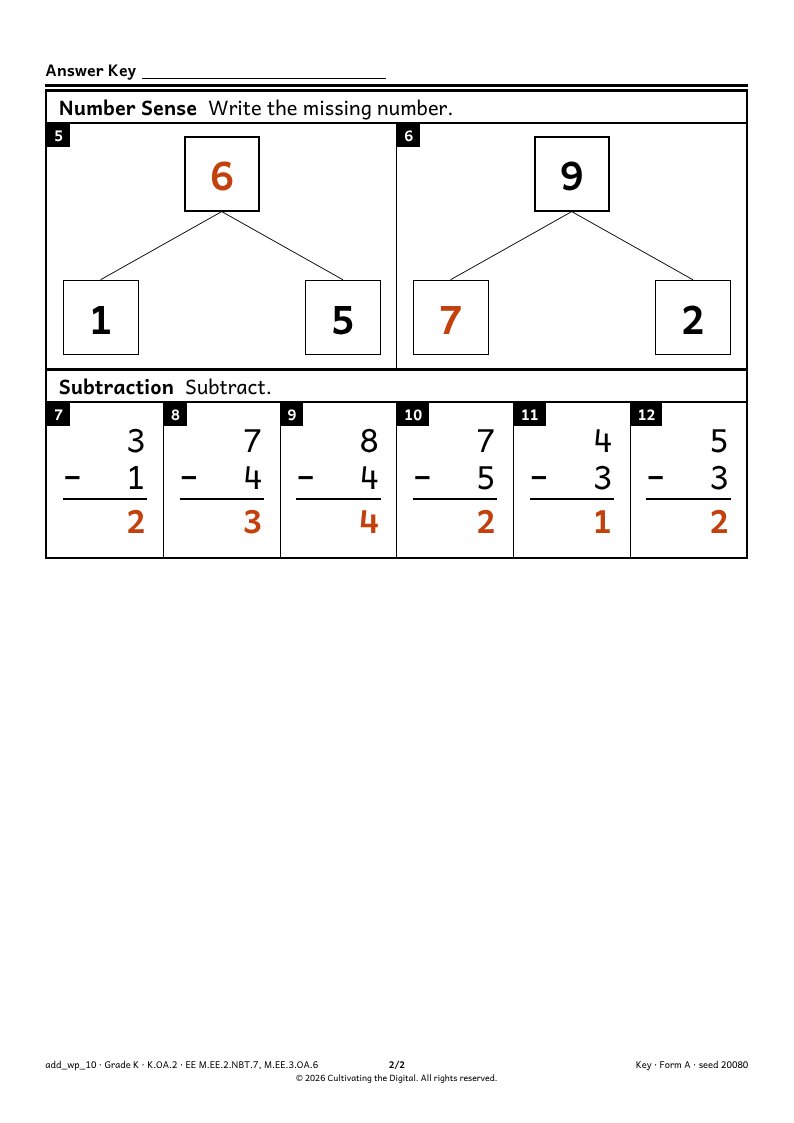 Answer Key
Number Sense Write the missing number.
5
6
6
9
1
5
7
2
Subtraction Subtract.
7 8 9 10 11 12
3 7 8 7 4 5
− 1 − 4 − 4 − 5 − 3 − 3
2 3 4 2 1 2
add_wp_10 · Grade K · K.OA.2 · EE M.EE.2.NBT.7, M.EE.3.OA.6 2/2 Key · Form A · seed 20080
© 2026 Cultivating the Digital. All rights reserved.